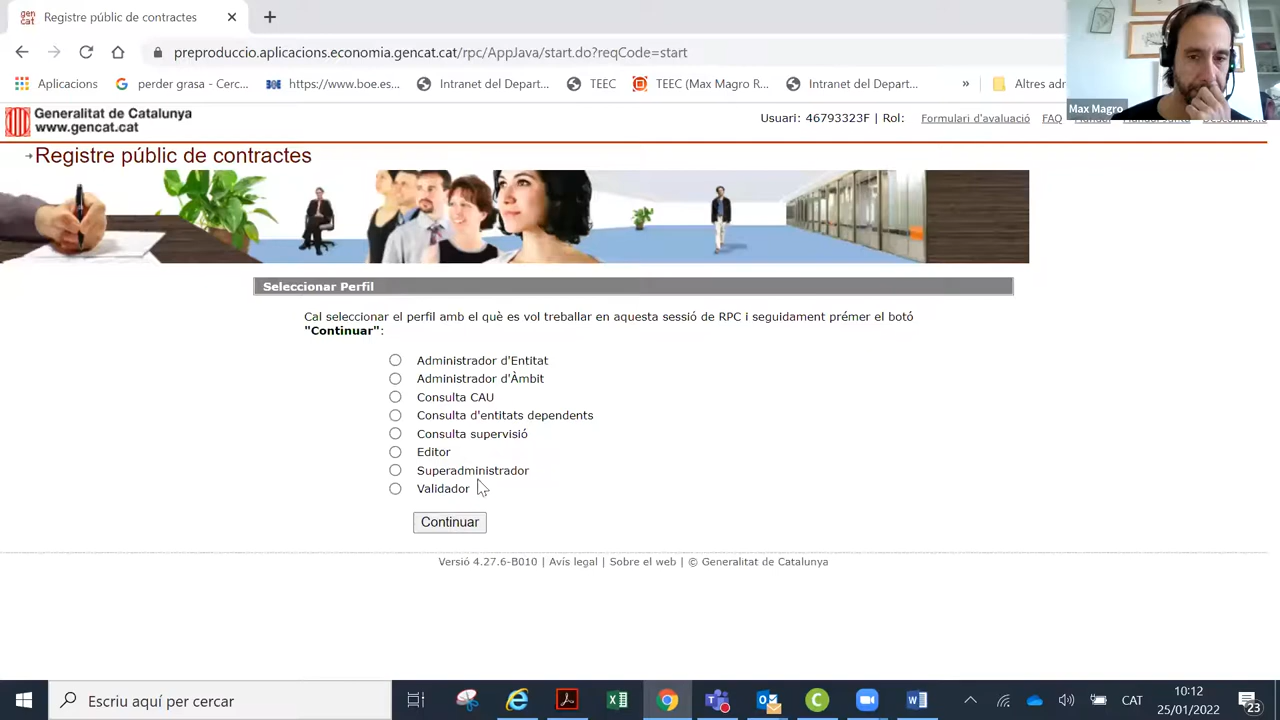 Registre públic de contractes
preproduccio.aplicacions.economia.gencat.cat/rpc/AppJava/start.do?reqCode=start
Aplicacions
perder grasa - Cerc...
https://www.boe.es...
Intranet del Depart...
TEEC
TEEC (Max Magro R...
Intranet del Depart...
»
Altres adr
Max Magro
Generalitat de Catalunya
www.gencat.cat
Usuari: 46793323F | Rol:
Formulari d'avaluació
FAQ
Registre públic de contractes
Seleccionar Perfil
Cal seleccionar el perfil amb el què es vol treballar en aquesta sessió de RPC i seguidament prémer el botó
"Continuar":
Administrador d'Entitat
Administrador d'Àmbit
Consulta CAU
Consulta d'entitats dependents
Consulta supervisió
Editor
Superadministrador
Validador
Continuar
Versió 4.27.6-B010 | Avís legal | Sobre el web | © Generalitat de Catalunya
Escriu aquí per cercar
CAT
10:12
25/01/2022
23